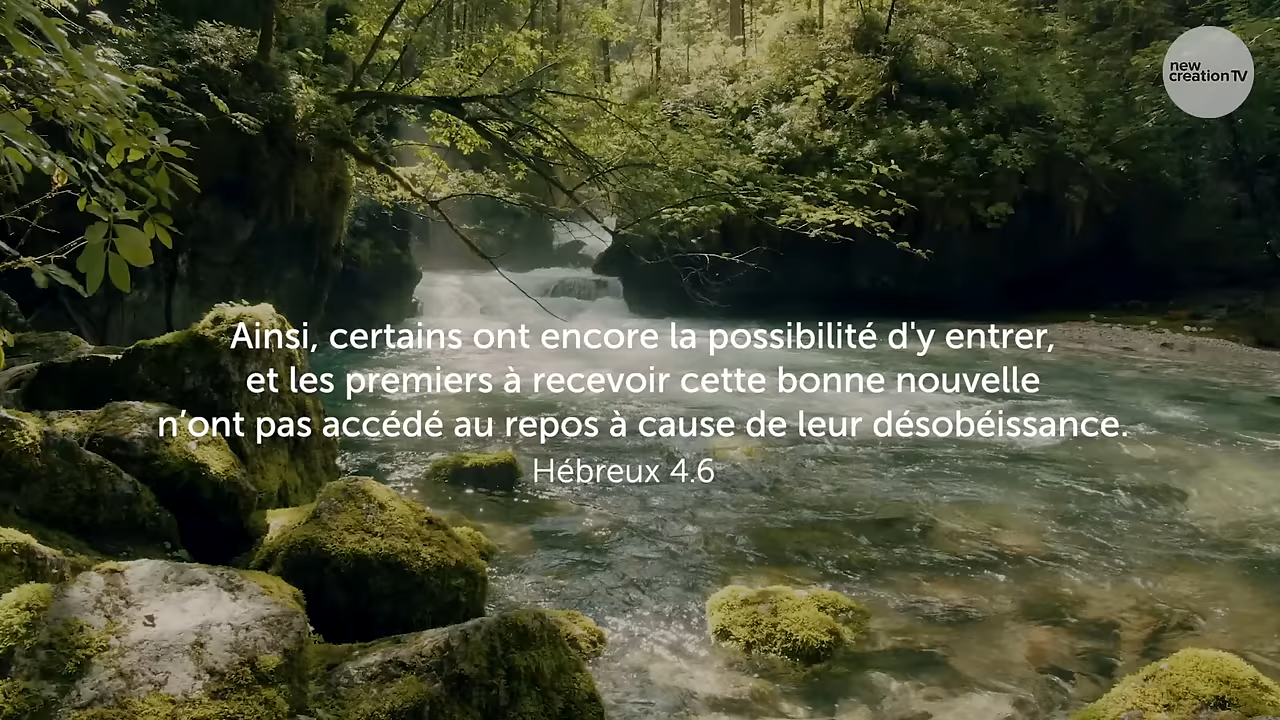 new
creation TV
Ainsi, certains ont encore la possibilité d'y entrer,
et les premiers à recevoir cette bonne nouvelle
n’ont pas accédé au repos à cause de leur désobéissance.
Hébreux 4.6